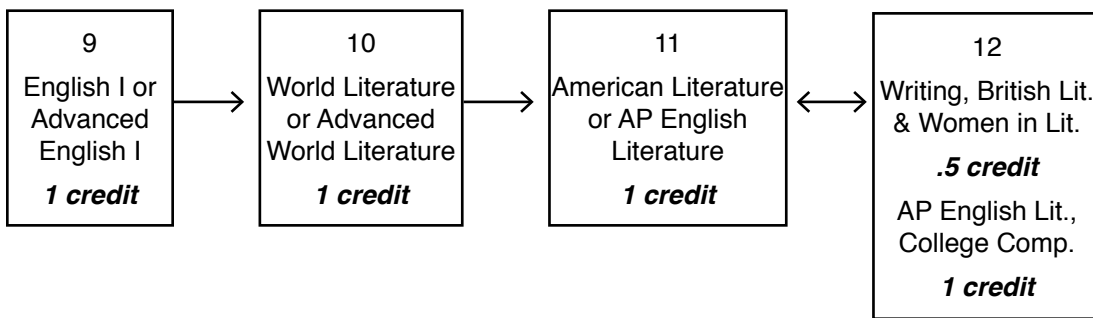 9
English I or
Advanced
English I
1 credit
10
World Literature
or Advanced
World Literature
1 credit
11
American Literature
or AP English
Literature
1 credit
12
Writing, British Lit.
& Women in Lit.
.5 credit
AP English Lit.,
College Comp.
1 credit